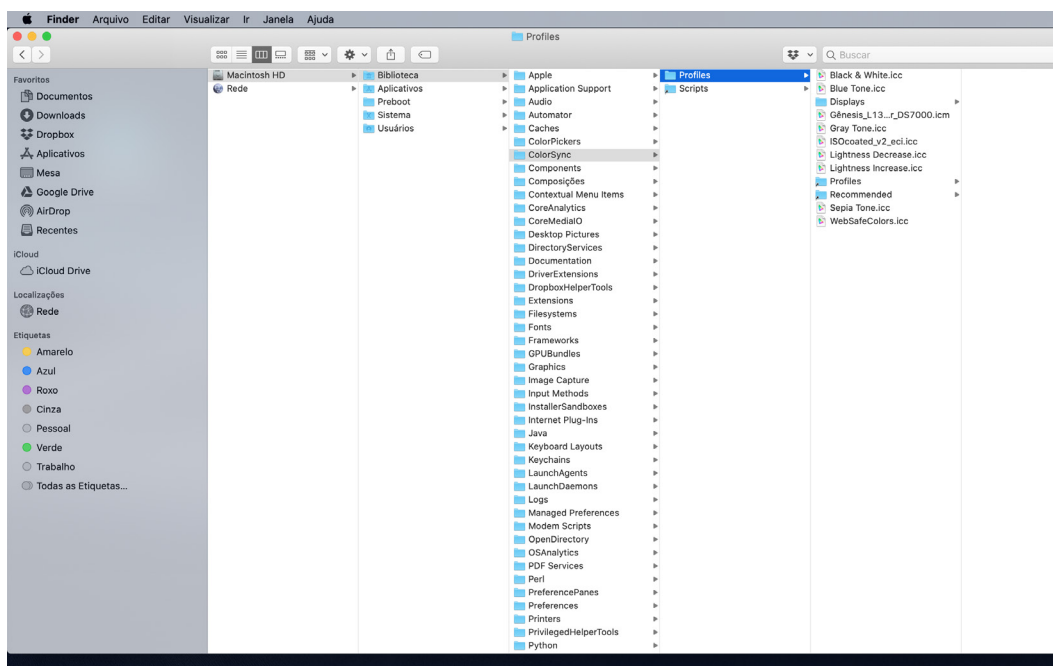 Finder Arquivo Editar Visualizar Ir Janela Ajuda
Profiles
Buscar
Favoritos
Documentos
Downloads
Dropbox
Aplicativos
Mesa
Google Drive
AirDrop
Recentes
iCloud
iCloud Drive
Localizações
Rede
Etiquetas
Amarelo
Azul
Roxo
Cinza
Pessoal
Verde
Trabalho
Todas as Etiquetas...
Macintosh HD
Rede
Biblioteca
Aplicativos
Preboot
Sistema
Usuários
Apple
Application Support
Audio
Automator
Caches
ColorPickers
ColorSync
Components
Composições
Contextual Menu Items
CoreAnalytics
CoreMediaIO
Desktop Pictures
DirectoryServices
Documentation
DriverExtensions
DropboxHelperTools
Extensions
Filesystems
Fonts
Frameworks
GPUBundles
Graphics
Image Capture
Input Methods
InstallerSandboxes
Internet Plug-Ins
Java
Keyboard Layouts
Keychains
LaunchAgents
LaunchDaemons
Logs
Managed Preferences
Modem Scripts
OpenDirectory
OSAnalytics
PDF Services
Perl
PreferencePanes
Preferences
Printers
PrivilegedHelperTools
Python
Profiles
Scripts
Black & White.icc
Blue Tone.icc
Displays
Gênesis_L13...r_DS7000.icm
Gray Tone.icc
ISOcoated_v2_eci.icc
Lightness Decrease.icc
Lightness Increase.icc
Profiles
Recommended
Sepia Tone.icc
WebSafeColors.icc